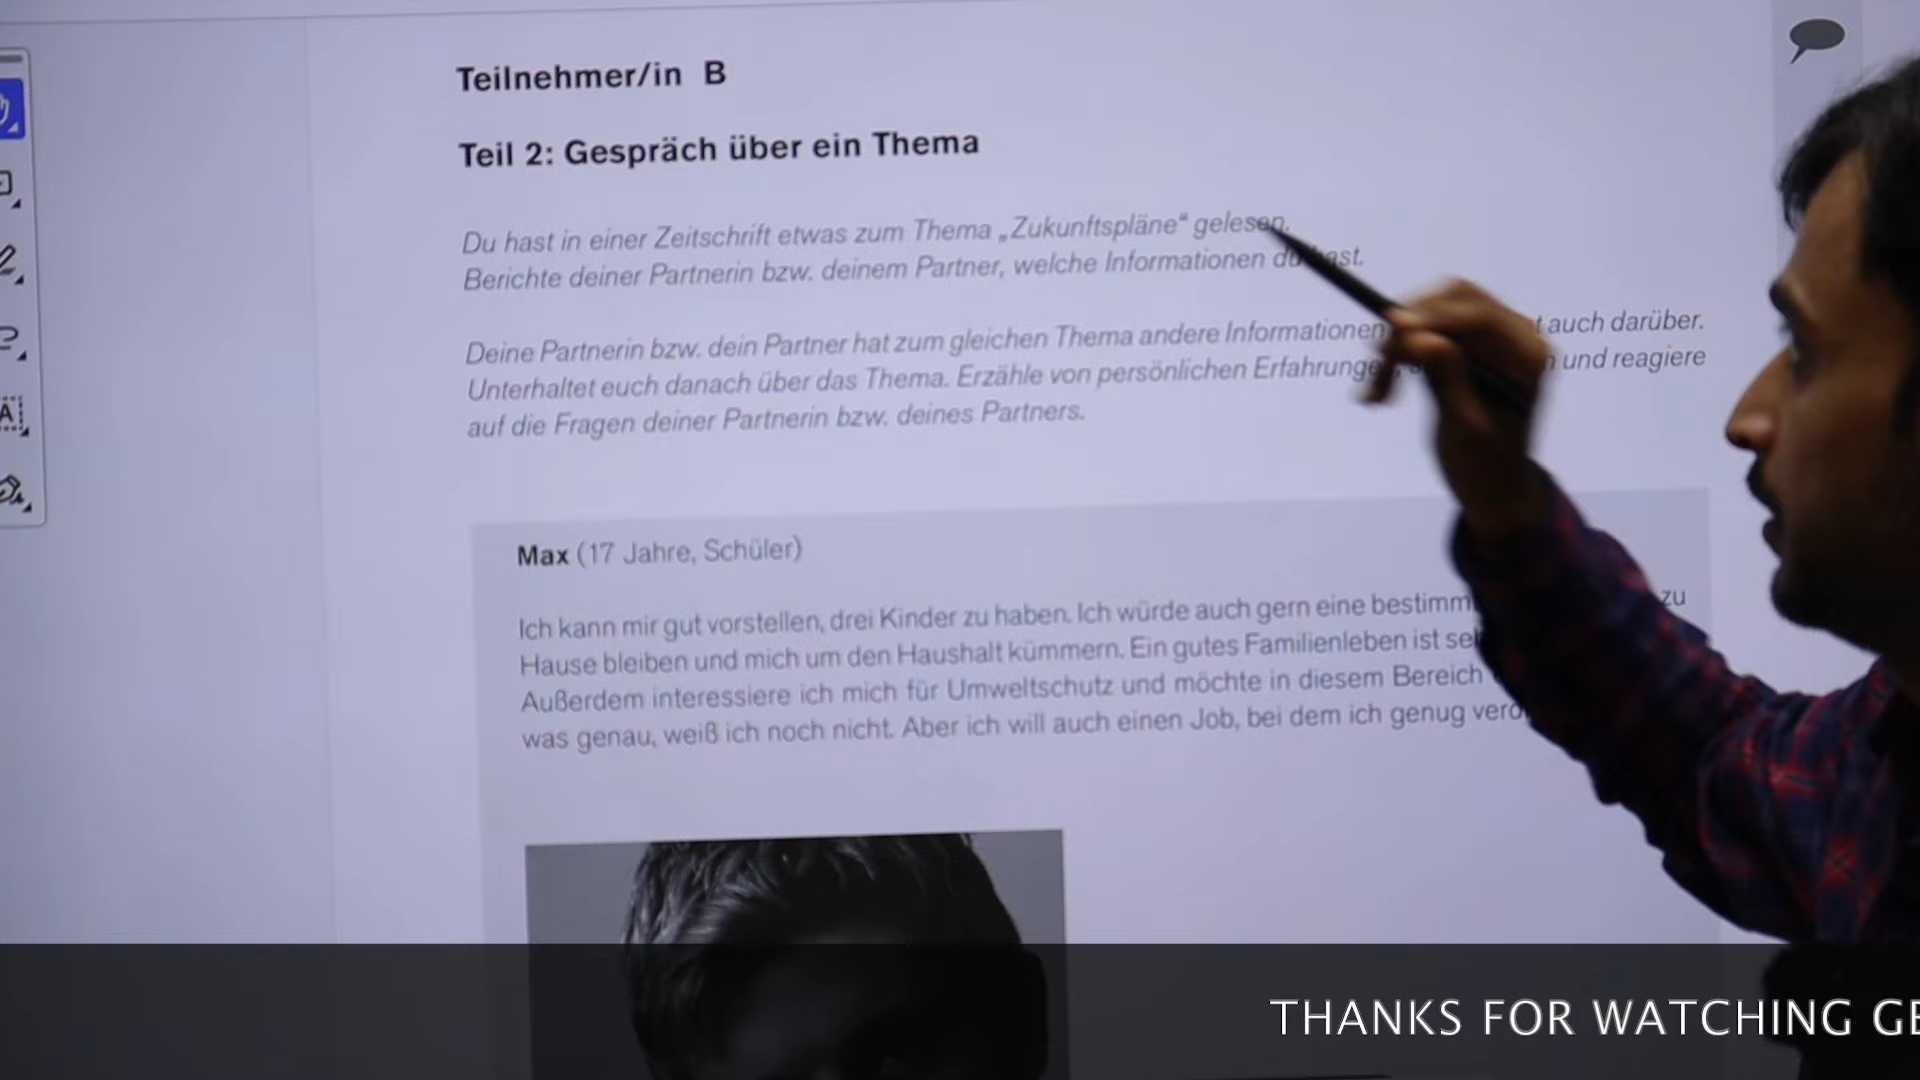 Teilnehmer/in B
Teil 2: Gespräch über ein Thema
Du hast in einer Zeitschrift etwas zum Thema „Zukunftspläne“ gelesen.
Berichte deiner Partnerin bzw. deinem Partner, welche Informationen du hast.
Deine Partnerin bzw. dein Partner hat zum gleichen Thema andere Informationen auch darüber.
Unterhaltet euch danach über das Thema. Erzähle von persönlichen Erfahrungen, und reagiere
auf die Fragen deiner Partnerin bzw. deines Partners.
Max (17 Jahre, Schüler)
Ich kann mir gut vorstellen, drei Kinder zu haben. Ich würde auch gern eine zu
Hause bleiben und mich um den Haushalt kümmern. Ein gutes Familienleben ist
Außerdem interessiere ich mich für Umweltschutz und möchte in diesem Bereich
was genau, weiß ich noch nicht. Aber ich will auch einen Job, bei dem ich genug
A
THANKS FOR WATCHING GE